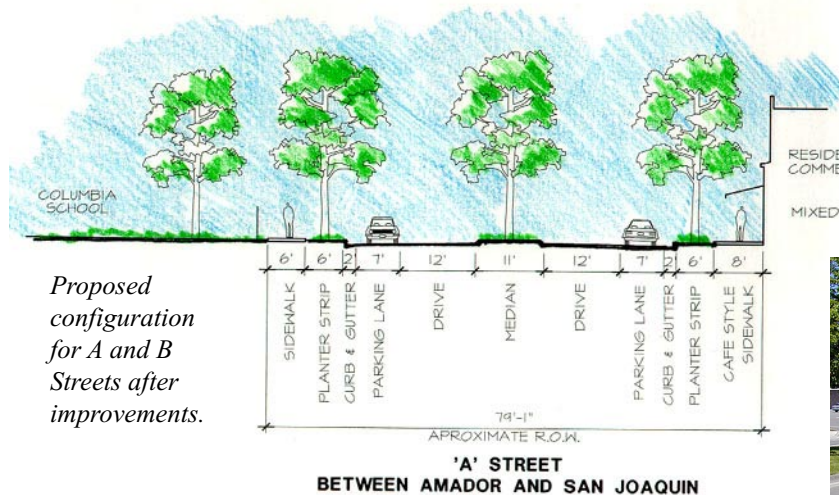 COLUMBIA
SCHOOL
RESIDE
COMME
MIXED
6' 6' 2' 7' 12' 11' 12' 7' 2' 6' 8'
SIDEWALK
PLANTER STRIP
CURB & GUTTER
PARKING LANE
DRIVE
MEDIAN
DRIVE
PARKING LANE
CURB & GUTTER
PLANTER STRIP
CAFE STYLE
SIDEWALK
Proposed
configuration
for A and B
Streets after
improvements.
79'-1"
APROXIMATE R.O.W.
'A' STREET
BETWEEN AMADOR AND SAN JOAQUIN